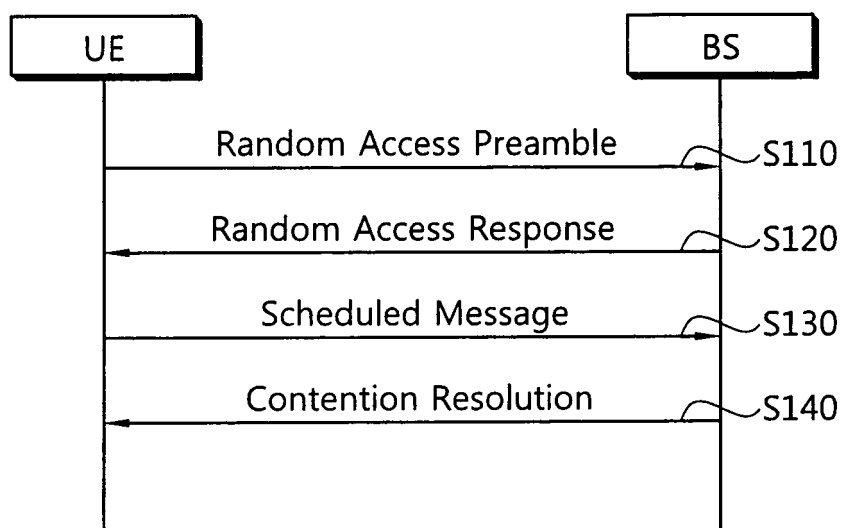 UE
BS
Random Access Preamble
S110
Random Access Response
S120
Scheduled Message
S130
Contention Resolution
S140